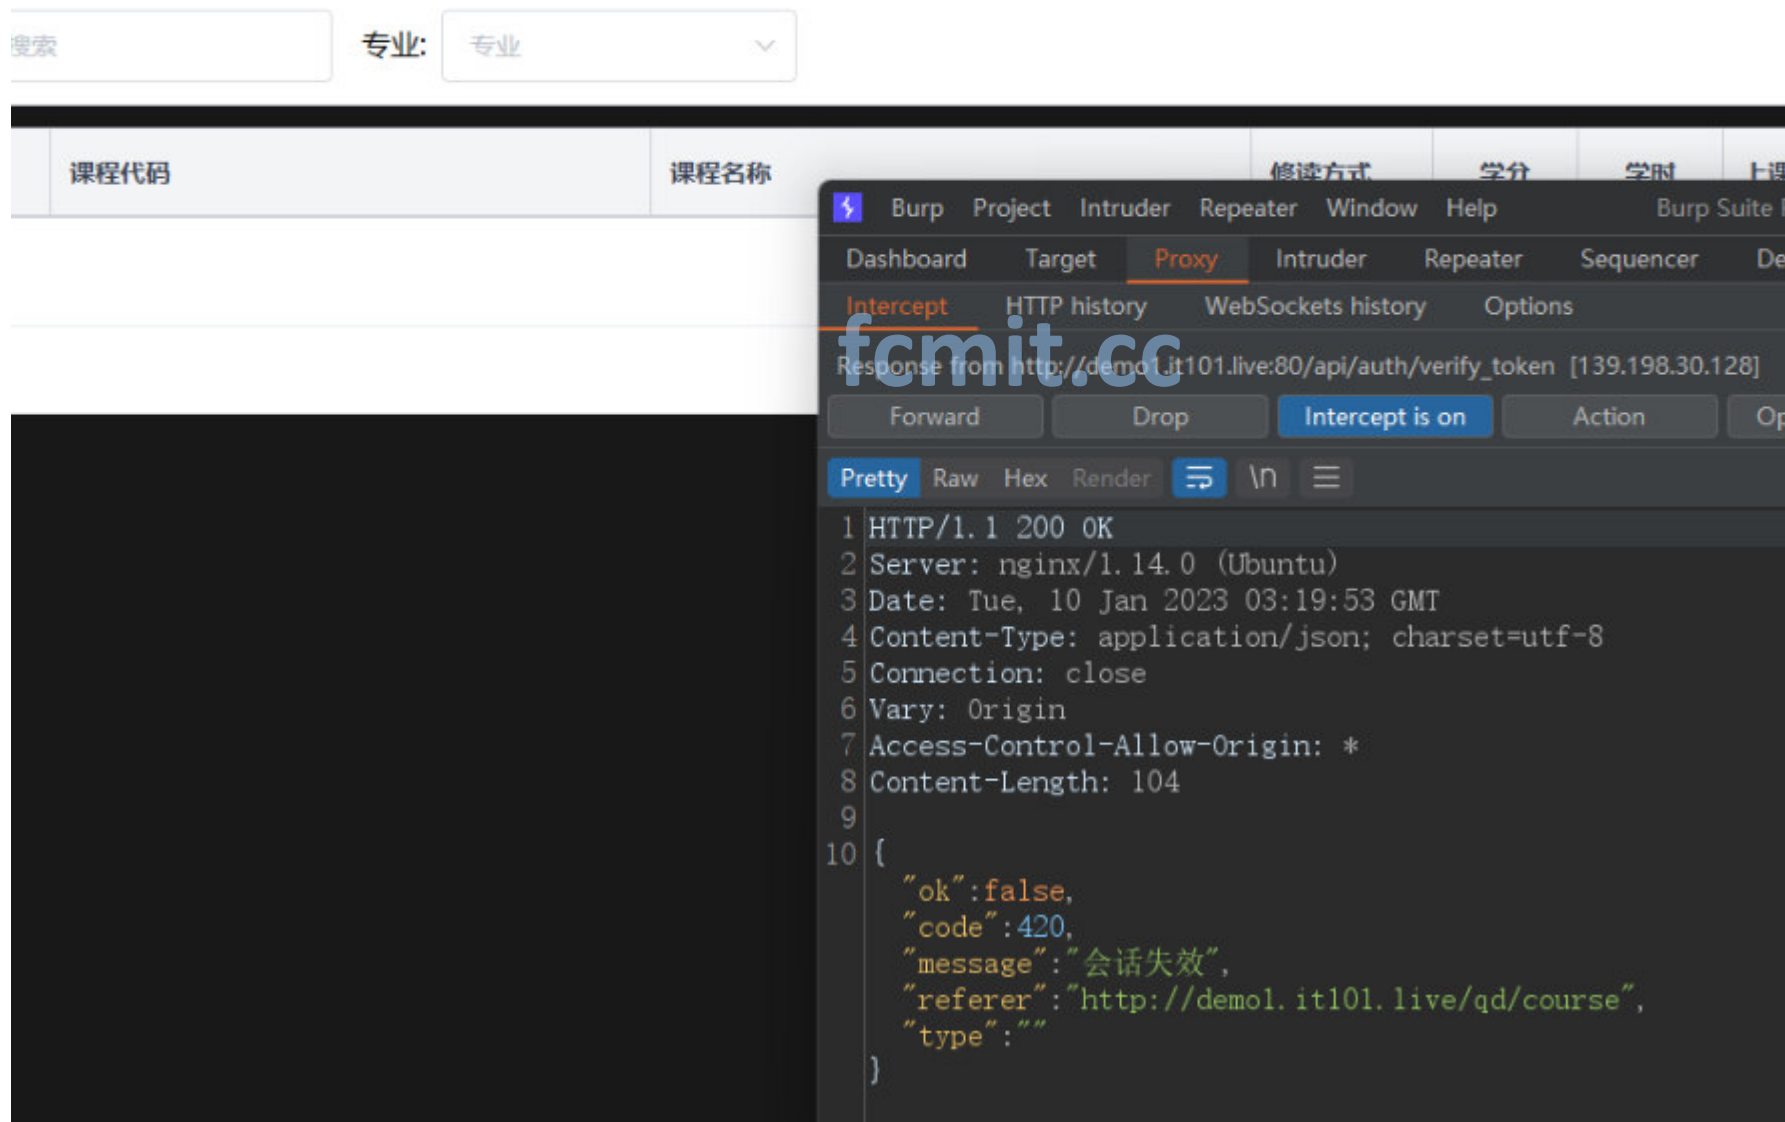 搜索 专业: 专业
课程代码 课程名称 修读方式 学分 学时 上课
Burp Project Intruder Repeater Window Help Burp Suite
Dashboard Target Proxy Intruder Repeater Sequencer De
Intercept HTTP history WebSockets history Options
fcmit.cc
Response from http://demo1.it101.live:80/api/auth/verify_token [139.198.30.128]
Forward Drop Intercept is on Action Op
Pretty Raw Hex Render \n
1 HTTP/1.1 200 OK
2 Server: nginx/1.14.0 (Ubuntu)
3 Date: Tue, 10 Jan 2023 03:19:53 GMT
4 Content-Type: application/json; charset=utf-8
5 Connection: close
6 Vary: Origin
7 Access-Control-Allow-Origin: *
8 Content-Length: 104
9
10 {
"ok":false,
"code":420,
"message":"会话失效",
"referer":"http://demo1.it101.live/qd/course",
"type":""
}